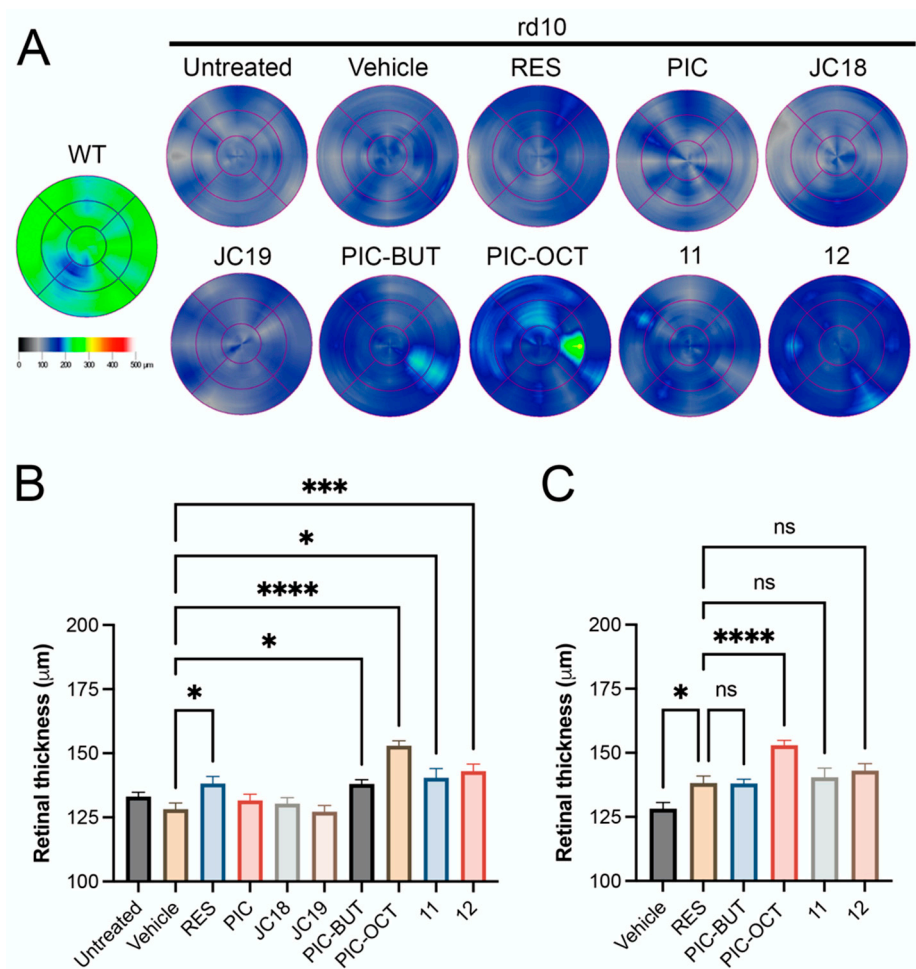 A
rd10
Untreated Vehicle RES PIC JC18
WT
JC19 PIC-BUT PIC-OCT 11 12
0 100 200 300 400 500 µm
B
***
*
****
*
*
200
175
150
125
100
Retinal thickness (μm)
Untreated
Vehicle
RES
PIC
JC18
JC19
PIC-BUT
PIC-OCT
11
12
C
ns
ns
****
* ns
200
175
150
125
100
Retinal thickness (μm)
Vehicle
RES
PIC-BUT
PIC-OCT
11
12